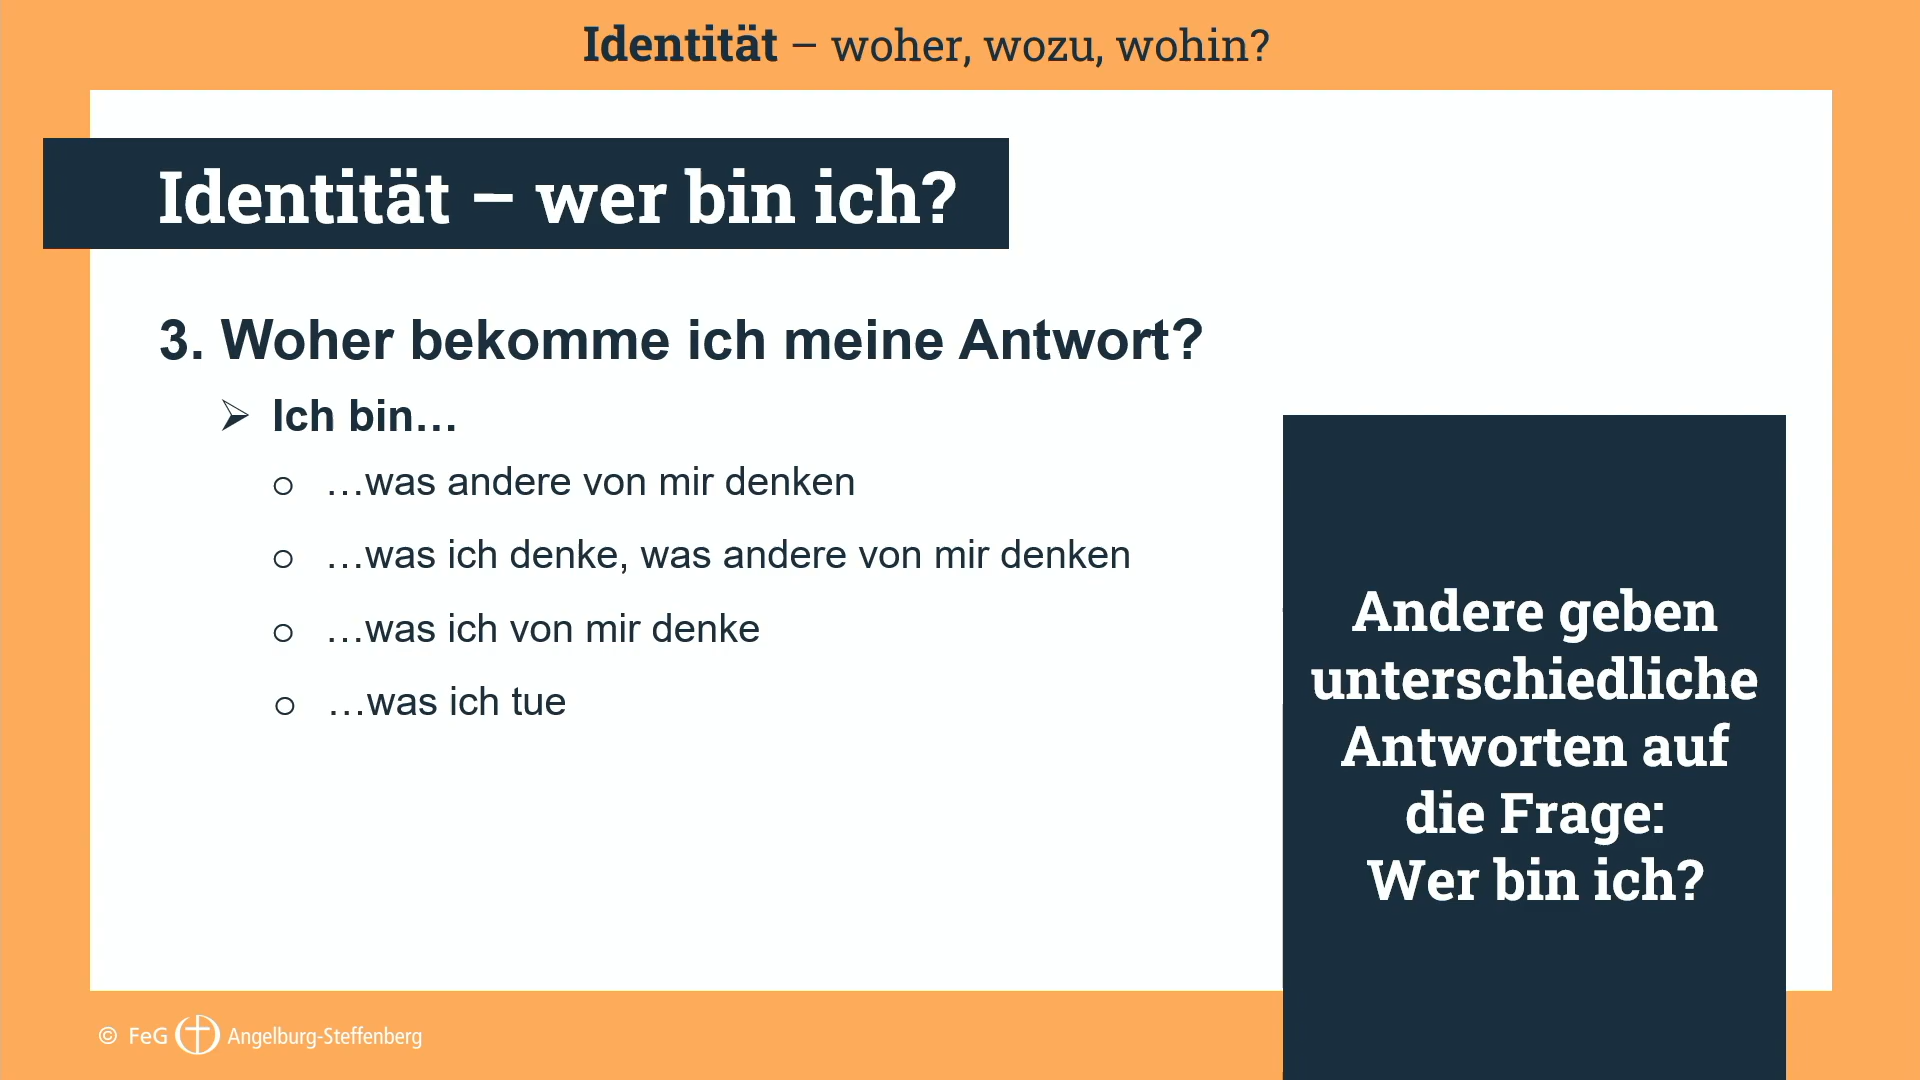 Identität – woher, wozu, wohin?
Identität – wer bin ich?
3. Woher bekomme ich meine Antwort?
➢ Ich bin…
o …was andere von mir denken
o …was ich denke, was andere von mir denken
o …was ich von mir denke
o …was ich tue
Andere geben
unterschiedliche
Antworten auf
die Frage:
Wer bin ich?
© FeG Angelburg-Steffenberg